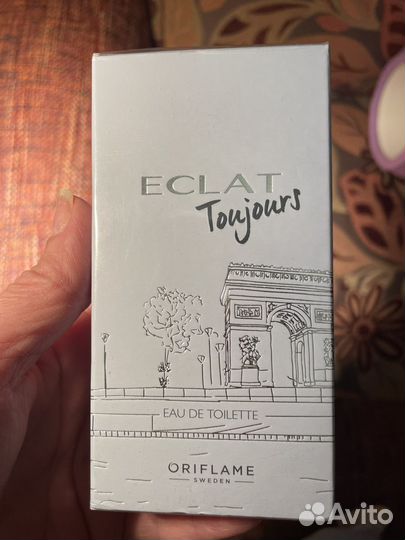 ECLAT
Toujours
EAU DE TOILETTE
ORIFLAME
SWEDEN
Avito